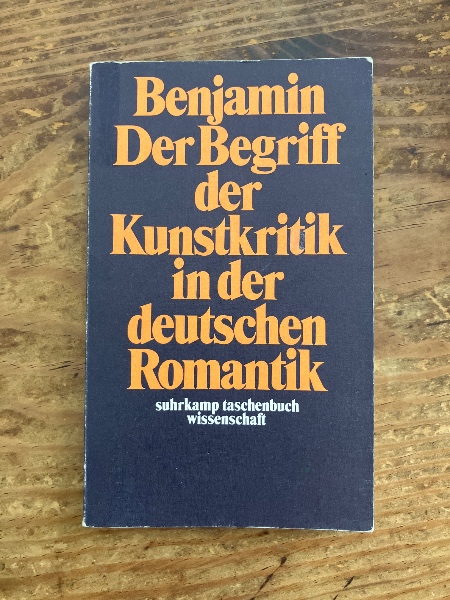 Benjamin
Der Begriff
der
Kunstkritik
in der
deutschen
Romantik
suhrkamp taschenbuch
wissenschaft